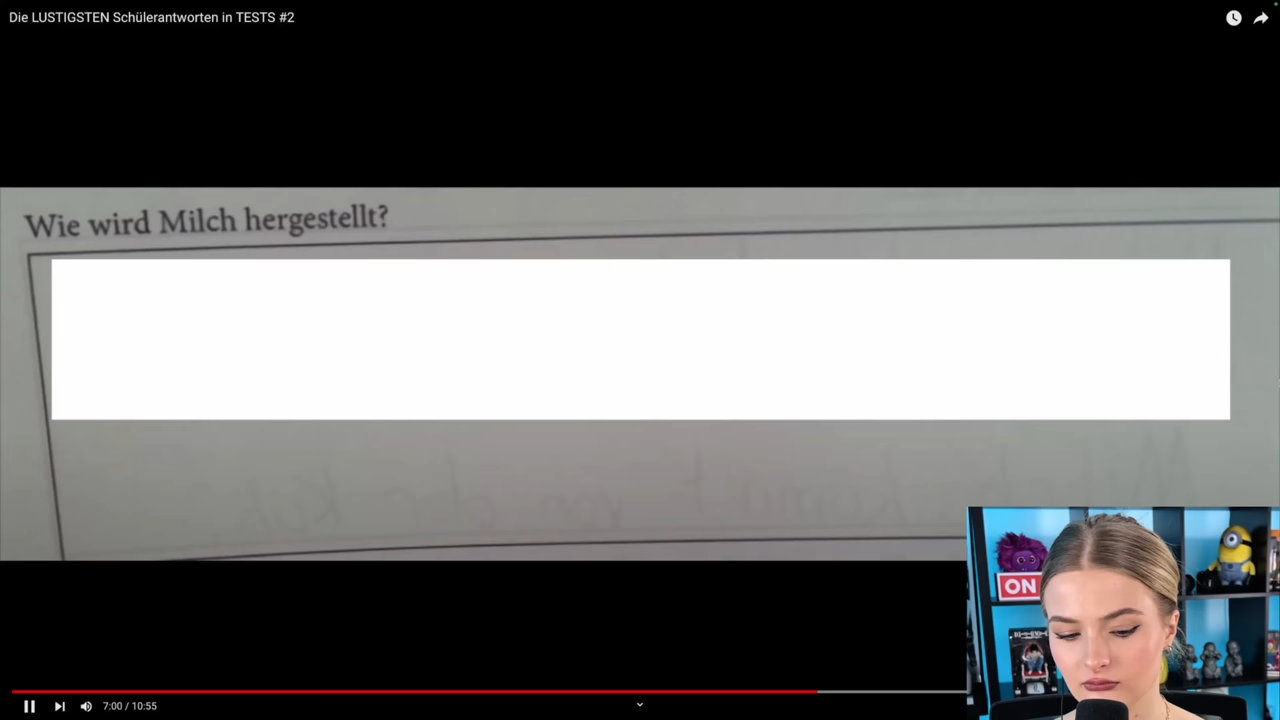 Die LUSTIGSTEN Schülerantworten in TESTS #2
Wie wird Milch hergestellt?
ON
7:00 / 10:55